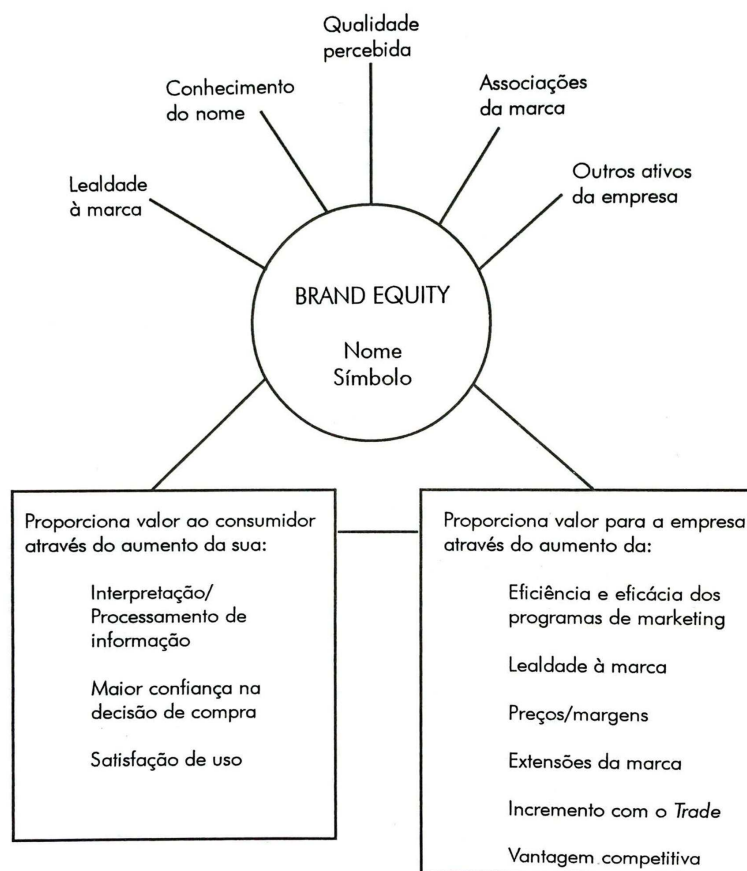 Qualidade
percebida
Conhecimento
do nome
Associações
da marca
Lealdade
à marca
Outros ativos
da empresa
BRAND EQUITY
Nome
Símbolo
Proporciona valor ao consumidor
através do aumento da sua:
Interpretação/
Processamento de
informação
Maior confiança na
decisão de compra
Satisfação de uso
Proporciona valor para a empresa
através do aumento da:
Eficiência e eficácia dos
programas de marketing
Lealdade à marca
Preços/margens
Extensões da marca
Incremento com o Trade
Vantagem competitiva